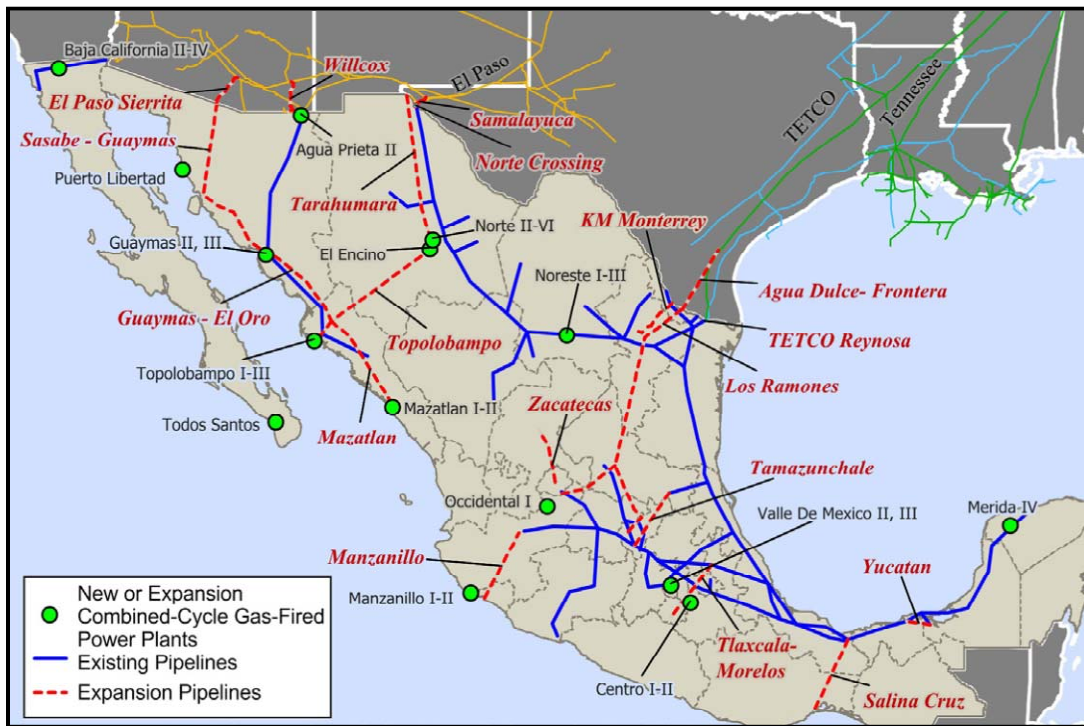 Baja California II-IV
Willcox
El Paso
TETCO
Tennessee
El Paso Sierrita
Samalayuca
Sasabe - Guaymas
Agua Prieta II
Norte Crossing
Puerto Libertad
Tarahumara
KM Monterrey
Guaymas II, III
Norte II-VI
El Encino
Noreste I-III
Agua Dulce- Frontera
Guaymas - El Oro
Topolobampo
TETCO Reynosa
Topolobampo I-III
Los Ramones
Zacatecas
Mazatlan I-II
Todos Santos
Mazatlan
Tamazunchale
Occidental I
Valle De Mexico II, III
Merida-IV
Manzanillo
Yucatan
Manzanillo I-II
Tlaxcala-
Morelos
Centro I-II
Salina Cruz
New or Expansion
Combined-Cycle Gas-Fired
Power Plants
Existing Pipelines
Expansion Pipelines